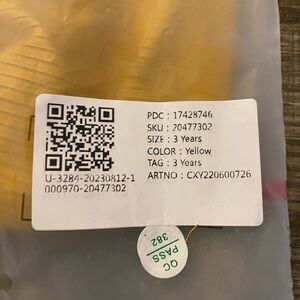 PDC : 17428746
SKU : 20477302
SIZE : 3 Years
COLOR : Yellow
TAG : 3 Years
ARTNO : CXY220600726
U-3284-20230812-1
000970-20477302
QC
PASS
382